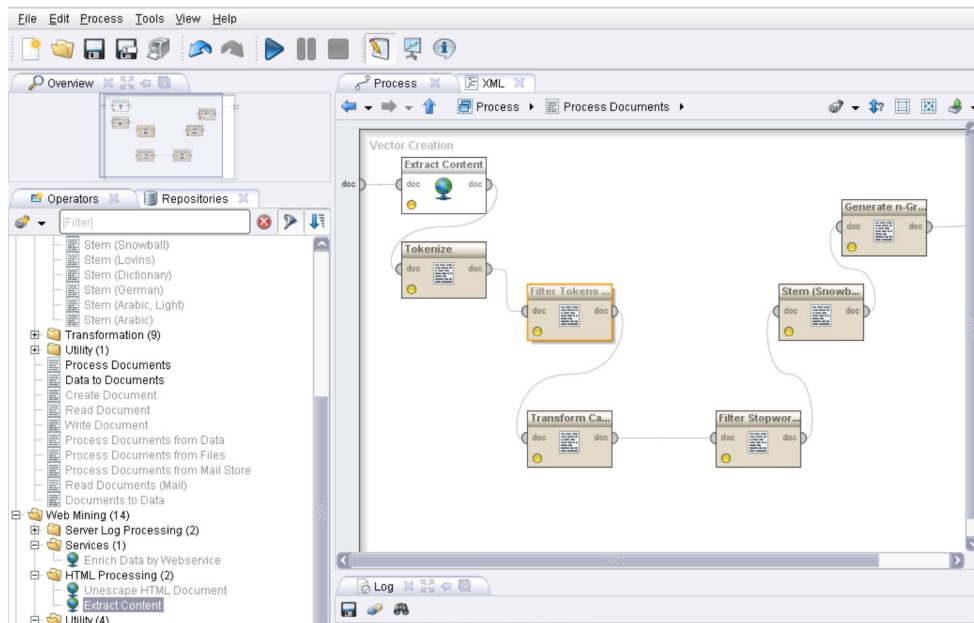 File Edit Process Tools View Help
Overview
Process XML
Process Process Documents
Operators Repositories
[Filter]
Stem (Snowball)
Stem (Lovins)
Stem (Dictionary)
Stem (German)
Stem (Arabic, Light)
Stem (Arabic)
Transformation (9)
Utility (1)
Process Documents
Data to Documents
Create Document
Read Document
Write Document
Process Documents from Data
Process Documents from Files
Process Documents from Mail Store
Read Documents (Mail)
Documents to Data
Web Mining (14)
Server Log Processing (2)
Services (1)
Enrich Data by Webservice
HTML Processing (2)
Unescape HTML Document
Extract Content
Utility (4)
Vector Creation
doc
Extract Content
doc doc
Tokenize
doc doc
Filter Tokens ...
doc doc
Transform Ca...
doc doc
Filter Stopwor...
doc doc
Stem (Snowb...
doc doc
Generate n-Gr...
doc doc
Log